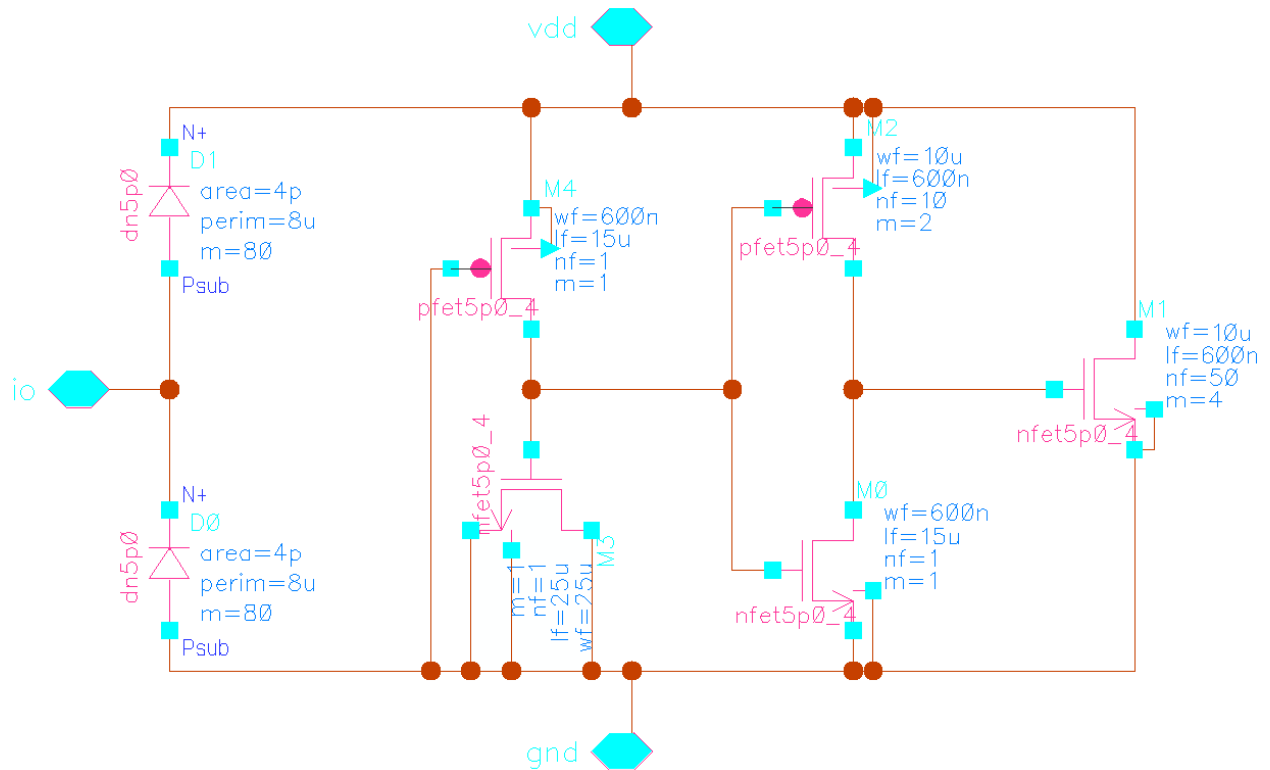 vdd
N+
D1
dn5p0
area=4p
perim=8u
m=80
Psub
M4
wf=600n
lf=15u
nf=1
m=1
pfet5p0_4
M2
wf=10u
lf=600n
nf=10
m=2
pfet5p0_4
M1
wf=10u
lf=600n
nf=50
m=4
nfet5p0_4
io
N+
D0
dn5p0
area=4p
perim=8u
m=80
Psub
nfet5p0_4
M3
m=1
nf=1
lf=25u
wf=25u
M0
wf=600n
lf=15u
nf=1
m=1
nfet5p0_4
gnd